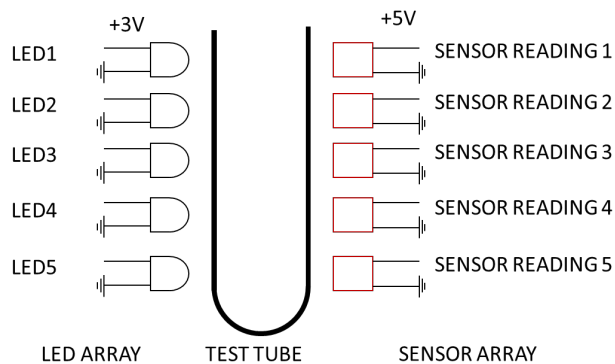 +3V
+5V
LED1
SENSOR READING 1
LED2
SENSOR READING 2
LED3
SENSOR READING 3
LED4
SENSOR READING 4
LED5
SENSOR READING 5
LED ARRAY
TEST TUBE
SENSOR ARRAY